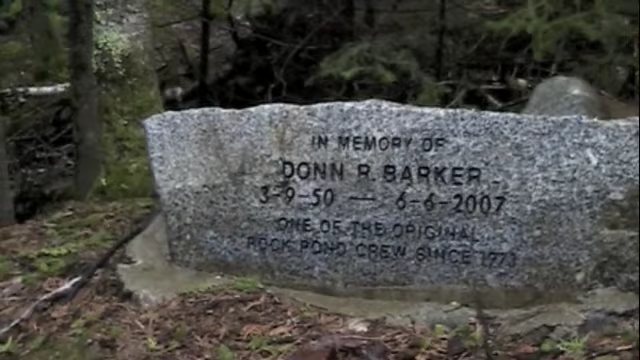 IN MEMORY OF
DONN R. BARKER
3-9-50 — 6-6-2007
ONE OF THE ORIGINAL
ROCK POND CREW SINCE